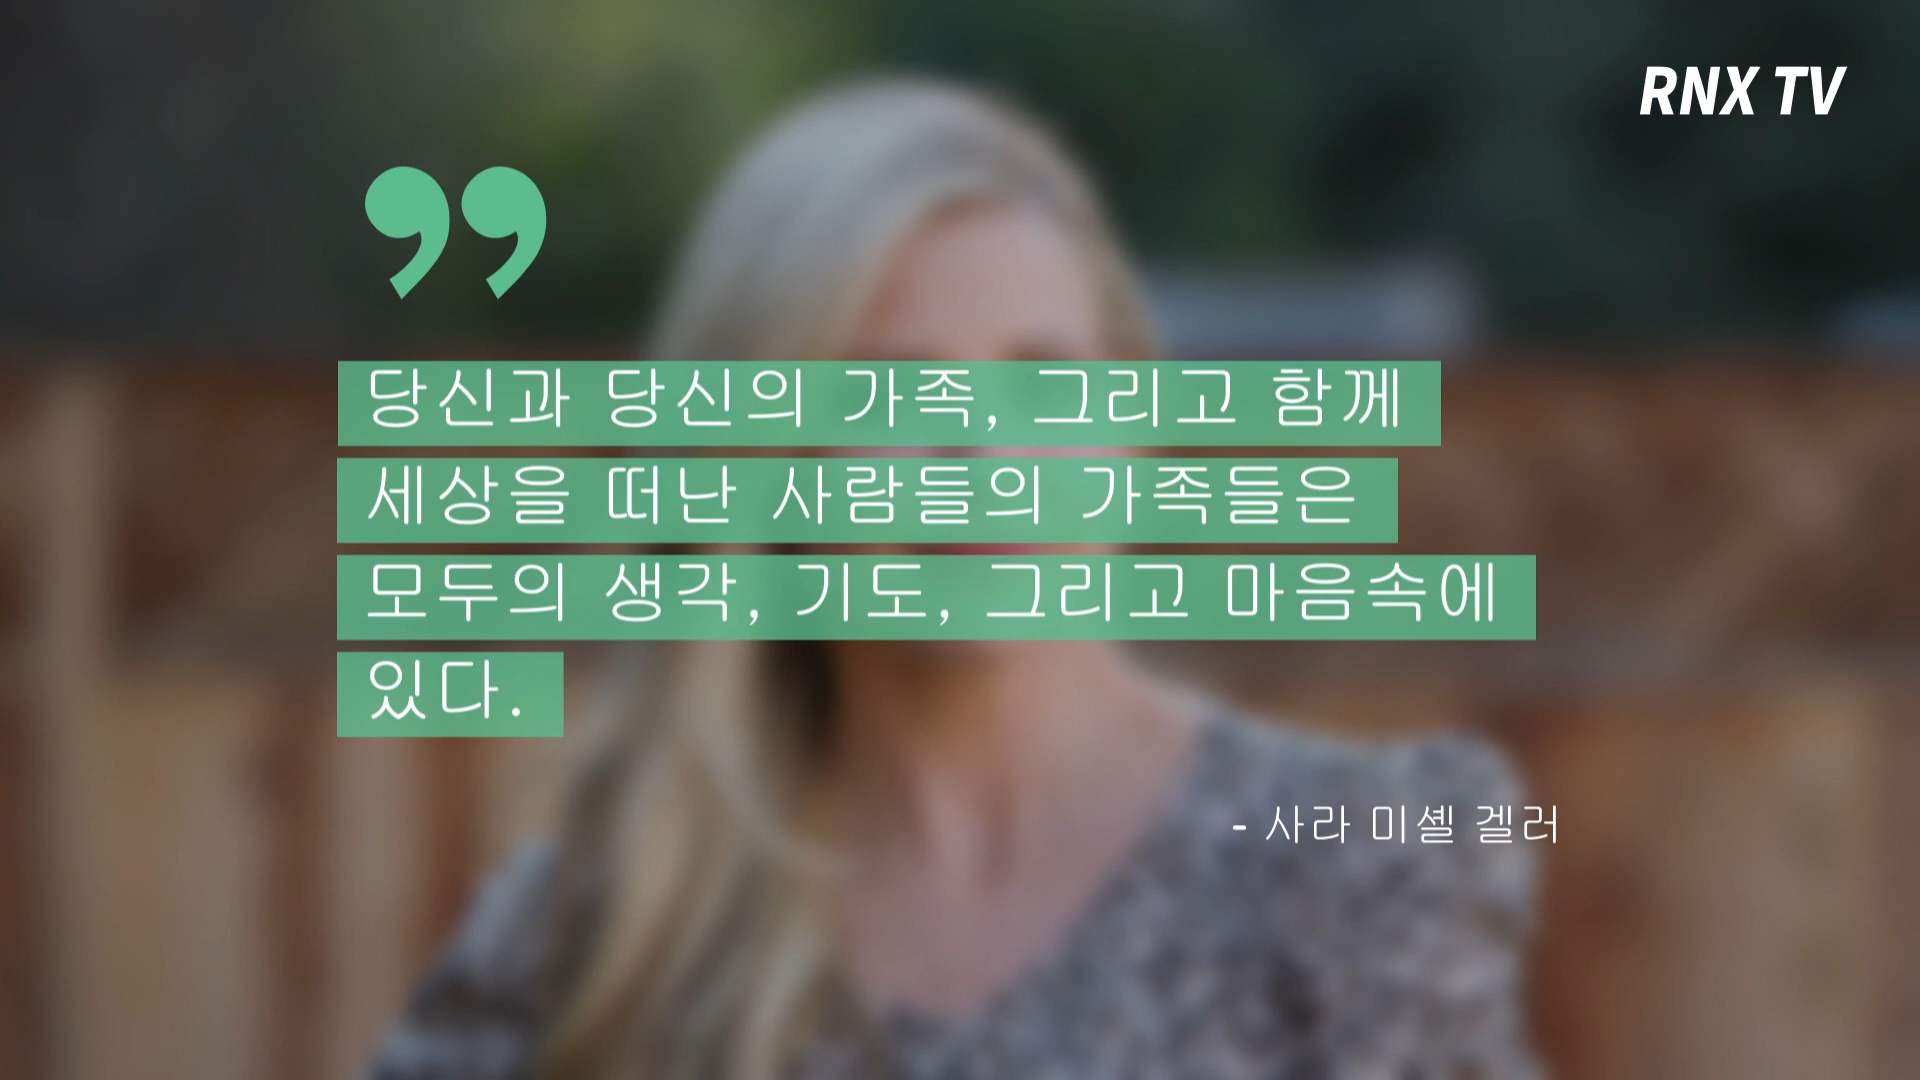 RNX TV
당신과 당신의 가족, 그리고 함께
세상을 떠난 사람들의 가족들은
모두의 생각, 기도, 그리고 마음속에
있다.
- 사라 미셸 겔러